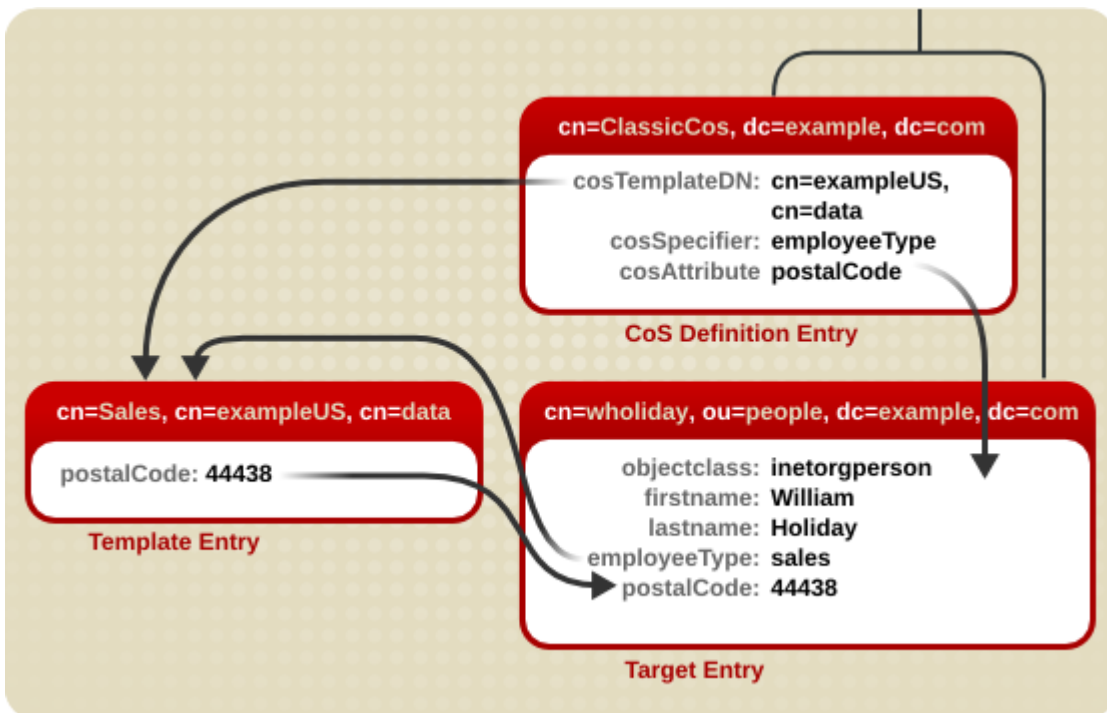 cn=ClassicCos, dc=example, dc=com
cosTemplateDN: cn=exampleUS,
cn=data
cosSpecifier: employeeType
cosAttribute postalCode
CoS Definition Entry
cn=Sales, cn=exampleUS, cn=data
postalCode: 44438
Template Entry
cn=wholiday, ou=people, dc=example, dc=com
objectclass: inetorgperson
firstname: William
lastname: Holiday
employeeType: sales
postalCode: 44438
Target Entry